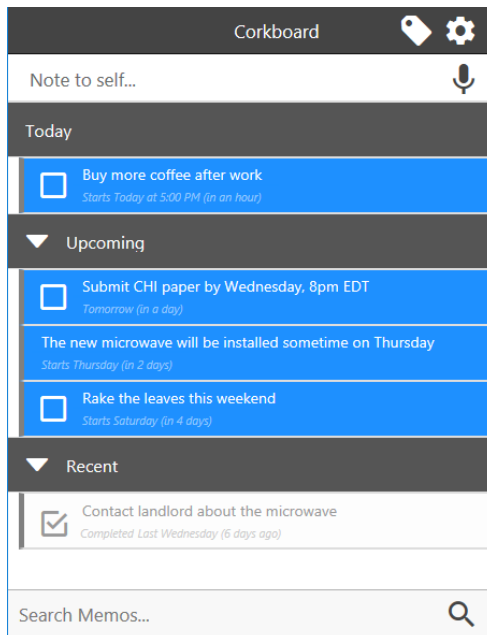 Corkboard
Note to self...
Today
Buy more coffee after work
Starts Today at 5:00 PM (in an hour)
Upcoming
Submit CHI paper by Wednesday, 8pm EDT
Tomorrow (in a day)
The new microwave will be installed sometime on Thursday
Starts Thursday (in 2 days)
Rake the leaves this weekend
Starts Saturday (in 4 days)
Recent
Contact landlord about the microwave
Completed Last Wednesday (6 days ago)
Search Memos...